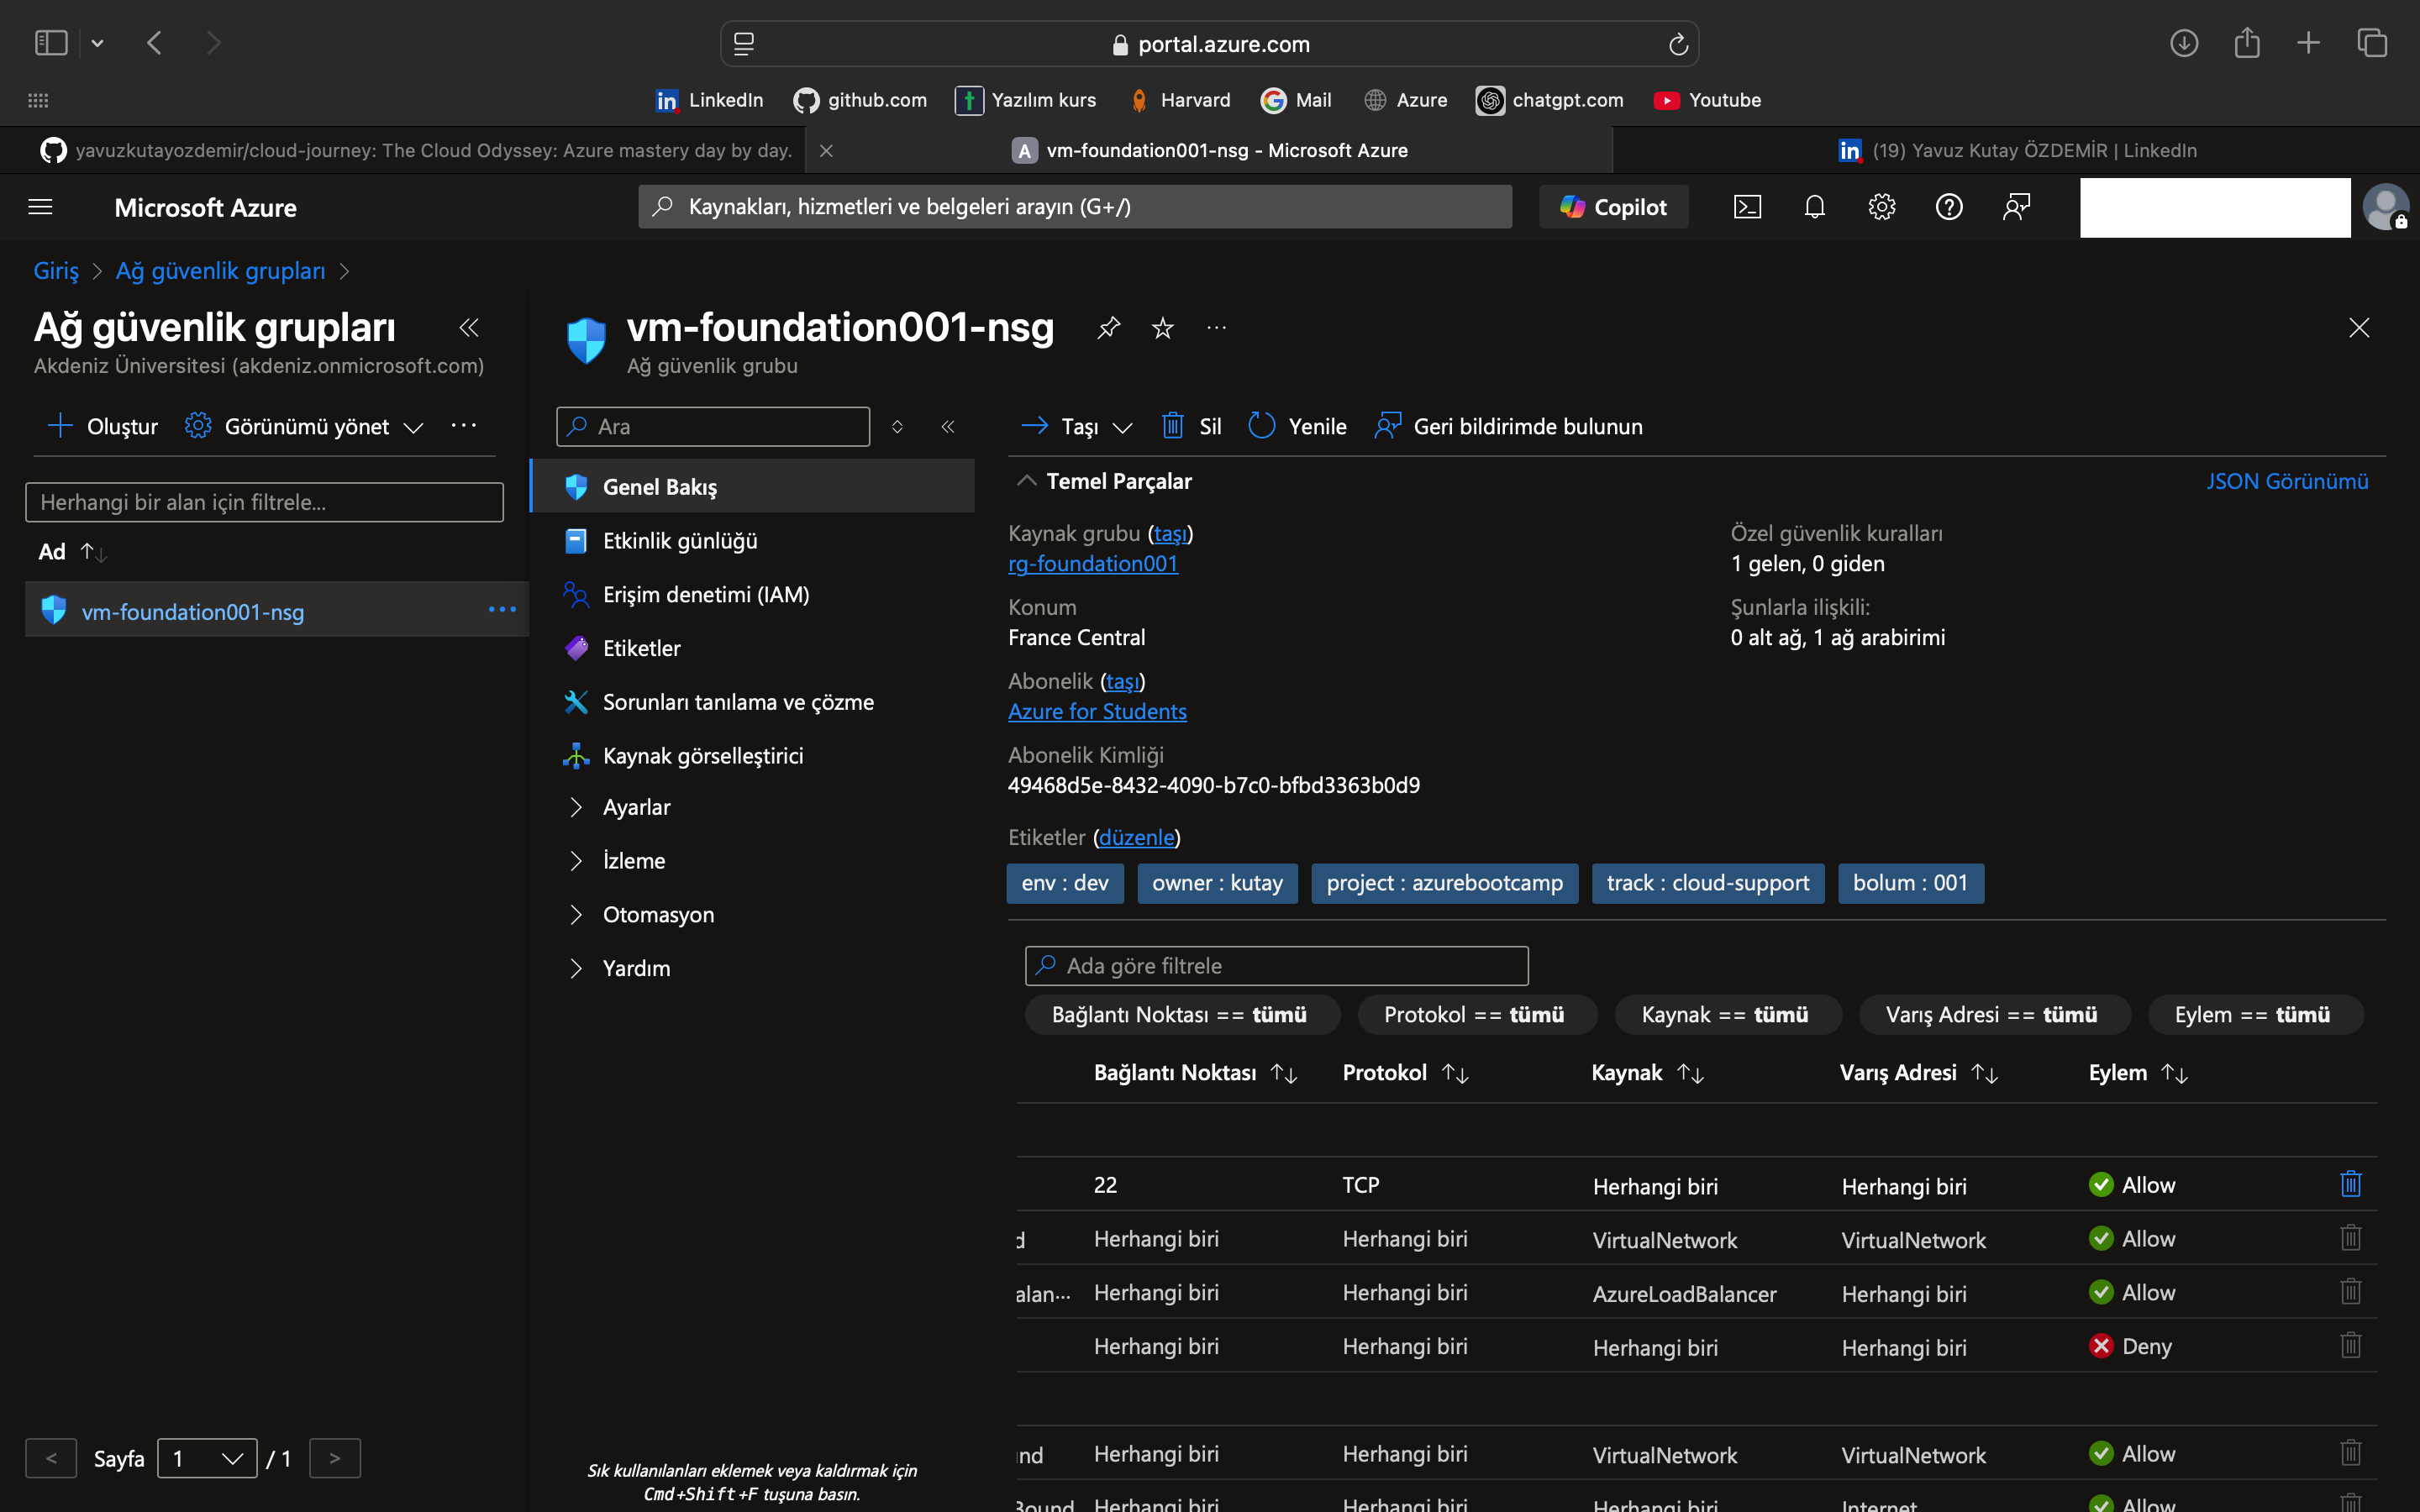 portal.azure.com
LinkedIn
github.com
Yazılım kurs
Harvard
Mail
Azure
chatgpt.com
Youtube
yavuzkutayozdemir/cloud-journey: The Cloud Odyssey: Azure mastery day by day.
vm-foundation001-nsg - Microsoft Azure
(19) Yavuz Kutay ÖZDEMİR | LinkedIn
Microsoft Azure
Kaynakları, hizmetleri ve belgeleri arayın (G+/)
Copilot
Giriş > Ağ güvenlik grupları >
Ağ güvenlik grupları
Akdeniz Üniversitesi (akdeniz.onmicrosoft.com)
Oluştur
Görünümü yönet
Herhangi bir alan için filtrele...
Ad
vm-foundation001-nsg
Sayfa 1 / 1
vm-foundation001-nsg
Ağ güvenlik grubu
Ara
Genel Bakış
Etkinlik günlüğü
Erişim denetimi (IAM)
Etiketler
Sorunları tanılama ve çözme
Kaynak görselleştirici
Ayarlar
İzleme
Otomasyon
Yardım
Sık kullanılanları eklemek veya kaldırmak için
Cmd+Shift+F tuşuna basın.
Taşı
Sil
Yenile
Geri bildirimde bulunun
Temel Parçalar
JSON Görünümü
Kaynak grubu (taşı)
rg-foundation001
Konum
France Central
Abonelik (taşı)
Azure for Students
Abonelik Kimliği
49468d5e-8432-4090-b7c0-bfbd3363b0d9
Özel güvenlik kuralları
1 gelen, 0 giden
Şunlarla ilişkili:
0 alt ağ, 1 ağ arabirimi
Etiketler (düzenle)
env : dev
owner : kutay
project : azurebootcamp
track : cloud-support
bolum : 001
Ada göre filtrele
Bağlantı Noktası == tümü
Protokol == tümü
Kaynak == tümü
Varış Adresi == tümü
Eylem == tümü
Bağlantı Noktası Protokol Kaynak Varış Adresi Eylem
22 TCP Herhangi biri Herhangi biri Allow
d Herhangi biri Herhangi biri VirtualNetwork VirtualNetwork Allow
alan... Herhangi biri Herhangi biri AzureLoadBalancer Herhangi biri Allow
Herhangi biri Herhangi biri Herhangi biri Herhangi biri Deny
nd Herhangi biri Herhangi biri VirtualNetwork VirtualNetwork Allow
Bound Herhangi biri Herhangi biri Herhangi biri Internet Allow